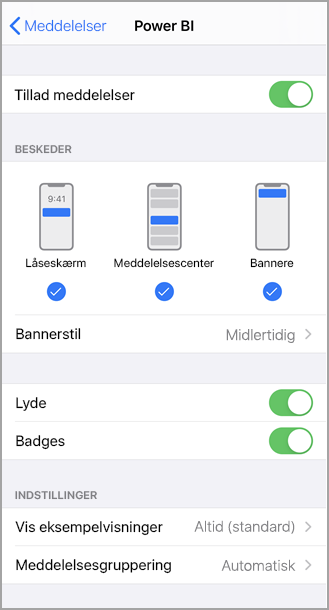 Meddelelser Power BI
Tillad meddelelser
BESKEDER
9:41
Låseskærm Meddelelsescenter Bannere
Bannerstil Midlertidig
Lyde
Badges
INDSTILLINGER
Vis eksempelvisninger Altid (standard)
Meddelelsesgruppering Automatisk